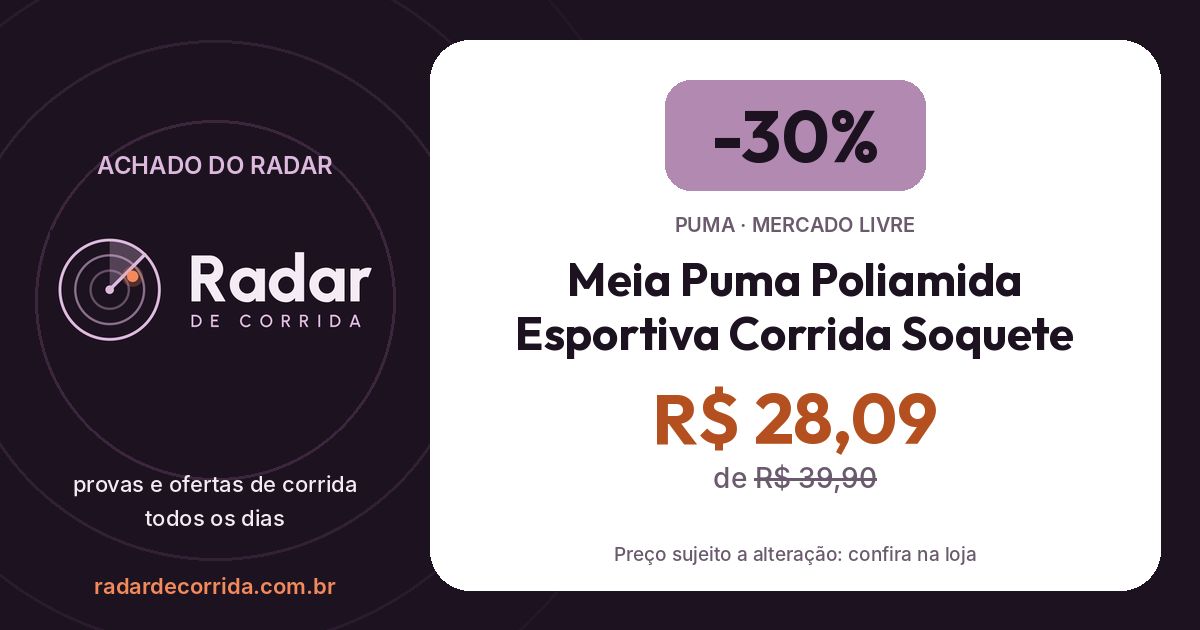 ACHADO DO RADAR
Radar
DE CORRIDA
provas e ofertas de corrida
todos os dias
radardecorrida.com.br
-30%
PUMA · MERCADO LIVRE
Meia Puma Poliamida
Esportiva Corrida Soquete
R$ 28,09
de R$ 39,90
Preço sujeito a alteração: confira na loja